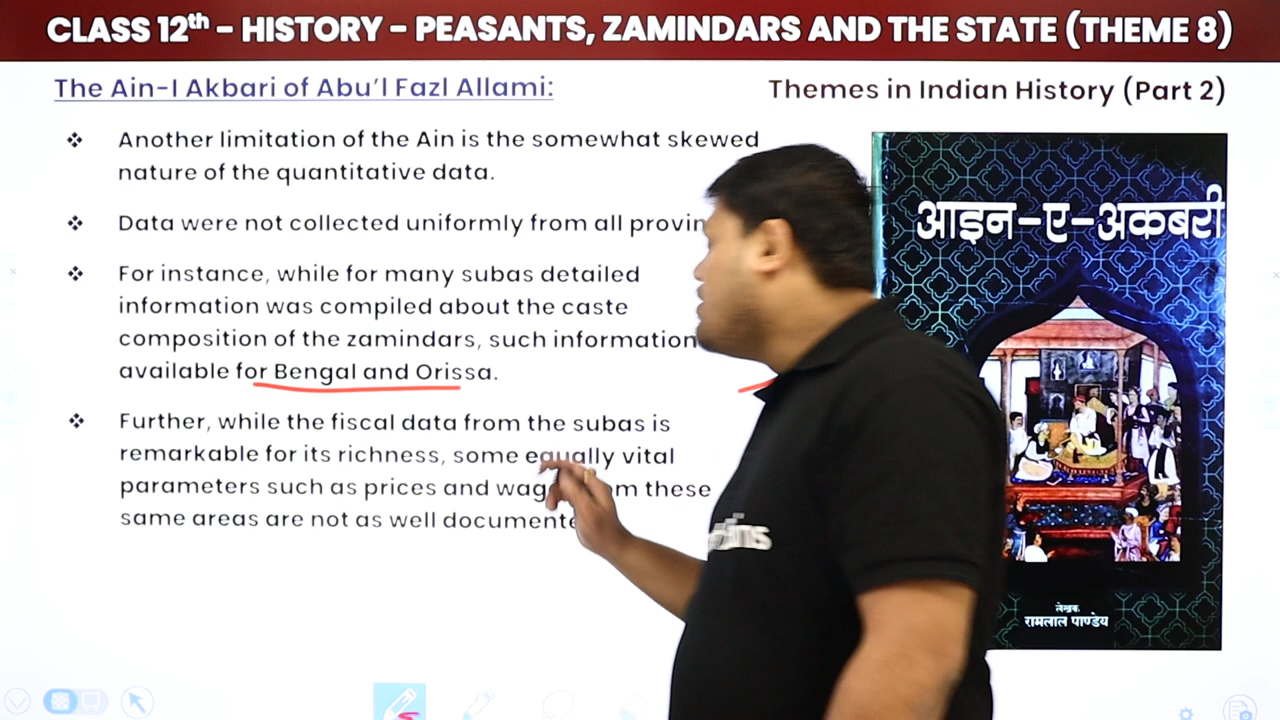 CLASS 12th – HISTORY – PEASANTS, ZAMINDARS AND THE STATE (THEME 8)
The Ain-I Akbari of Abu'l Fazl Allami:
Themes in Indian History (Part 2)
❖ Another limitation of the Ain is the somewhat skewed
nature of the quantitative data.
❖ Data were not collected uniformly from all
❖ For instance, while for many subas detailed
information was compiled about the caste
composition of the zamindars, such information
available for Bengal and Orissa.
❖ Further, while the fiscal data from the subas is
remarkable for its richness, some equally vital
parameters such as prices and these
same areas are not as well
आइन-ए-अकबरी
लेखक
रामलाल पाण्डेय